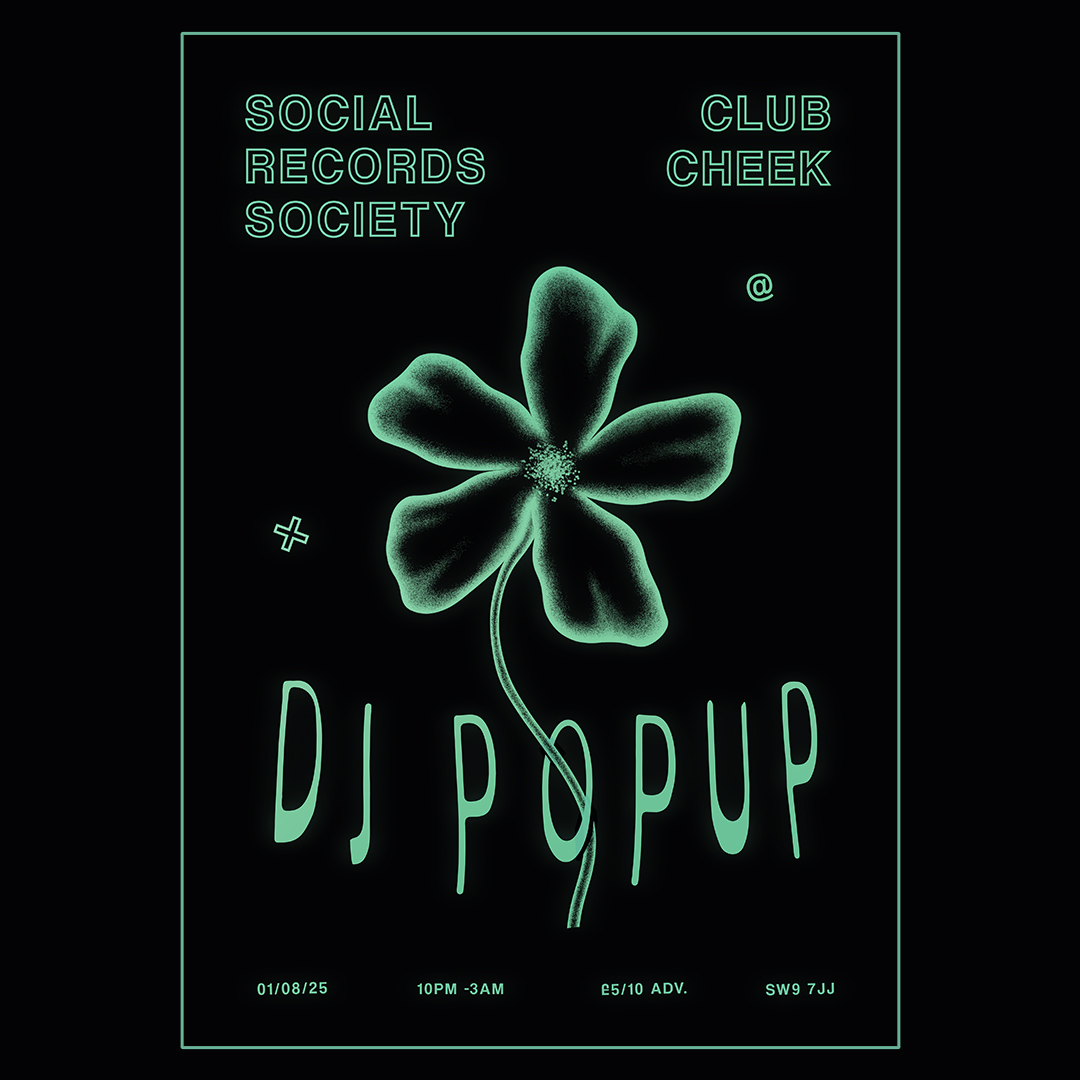 SOCIAL
RECORDS
SOCIETY
CLUB
CHEEK
@
DJ POPUP
01/08/25
10PM -3AM
£5/10 ADV.
SW9 7JJ